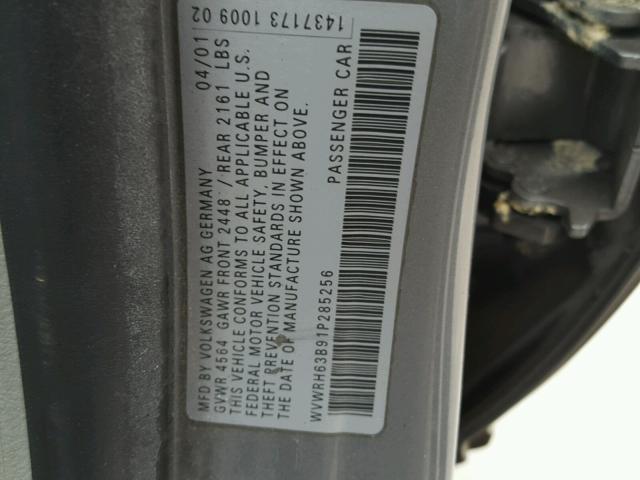 1437173 1009 02
MFD BY VOLKSWAGEN AG GERMANY 04/01
GVWR 4564 GAWR FRONT 2448 / REAR 2161 LBS
THIS VEHICLE CONFORMS TO ALL APPLICABLE U.S.
FEDERAL MOTOR VEHICLE SAFETY, BUMPER AND
THEFT PREVENTION STANDARDS IN EFFECT ON
THE DATE OF MANUFACTURE SHOWN ABOVE.
WVWRH63B91P285256 PASSENGER CAR